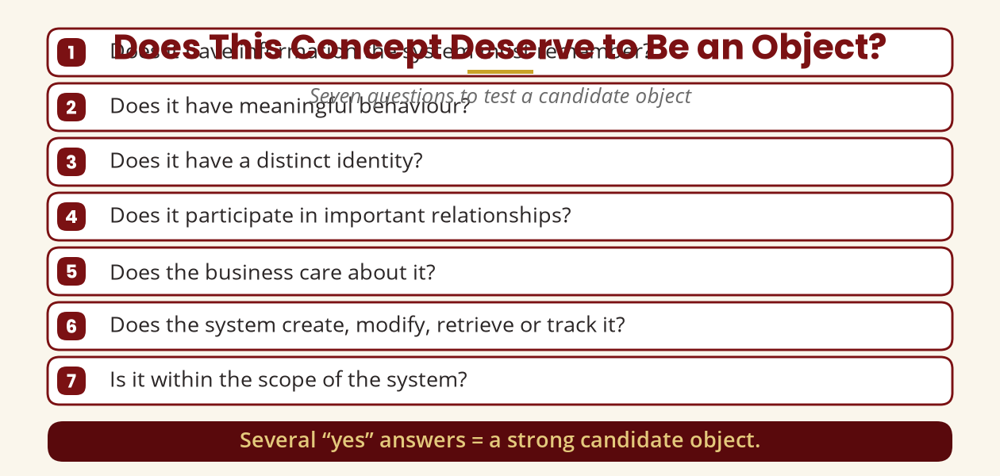 Does This Concept Deserve to Be an Object?
Seven questions to test a candidate object
1 Does it have information the system must remember?
2 Does it have meaningful behaviour?
3 Does it have a distinct identity?
4 Does it participate in important relationships?
5 Does the business care about it?
6 Does the system create, modify, retrieve or track it?
7 Is it within the scope of the system?
Several “yes” answers = a strong candidate object.